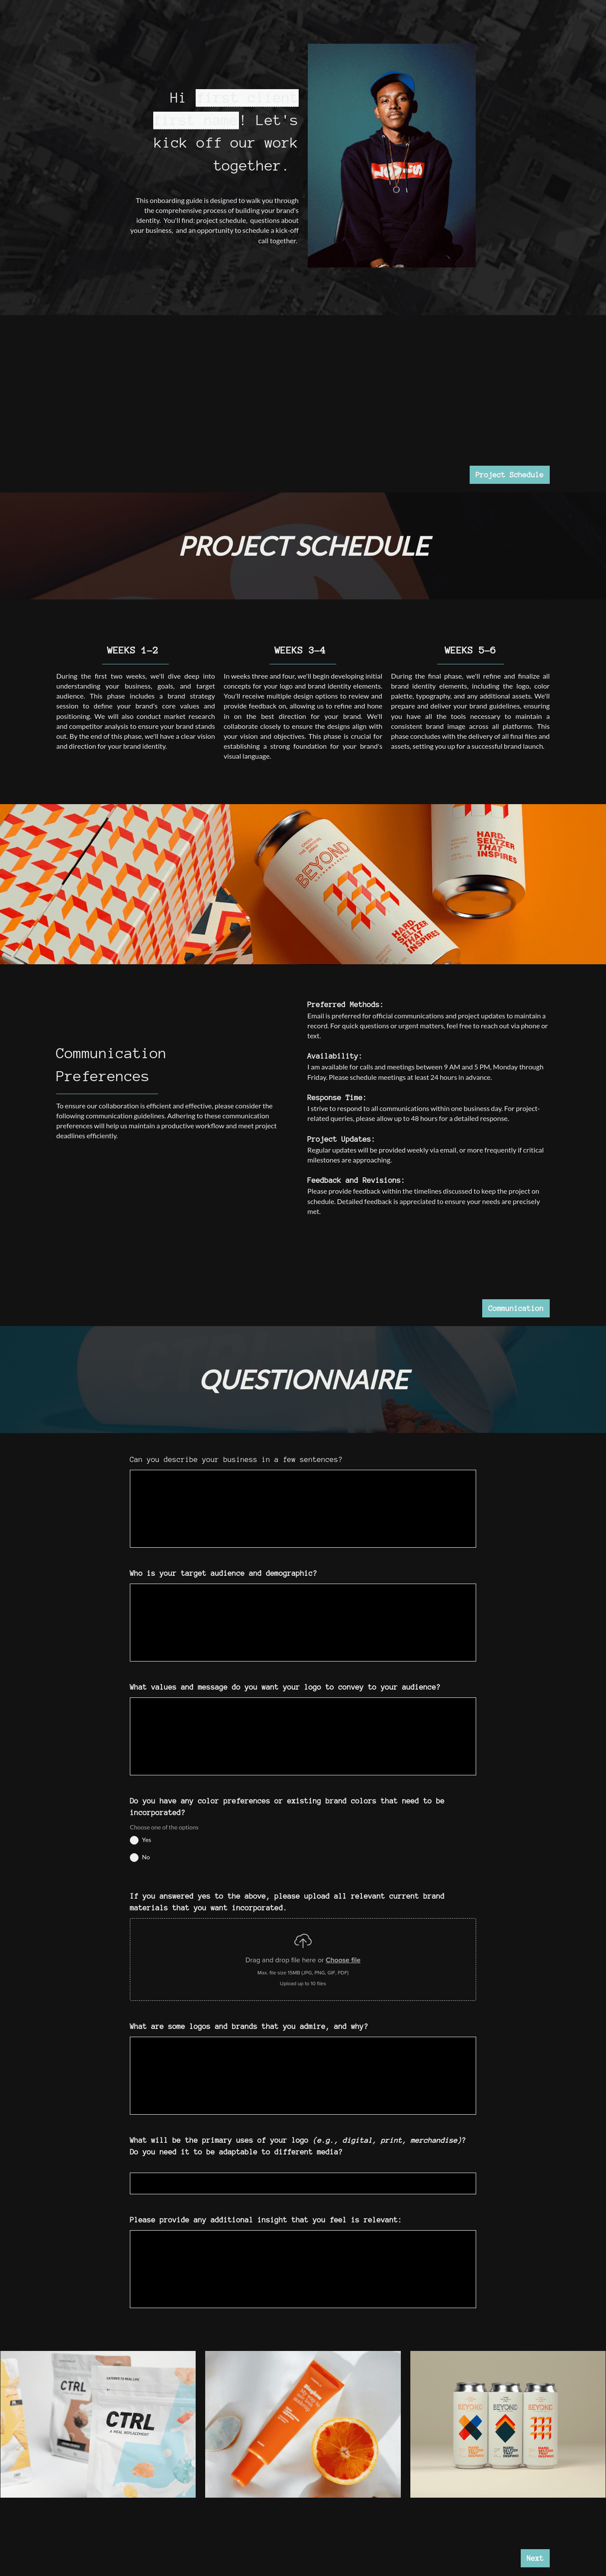 Hi first client
first name! Let's
kick off our work
together.
This onboarding guide is designed to walk you through
the comprehensive process of building your brand's
identity. You'll find: project schedule, questions about
your business, and an opportunity to schedule a kick-off
call together.
Project Schedule
PROJECT SCHEDULE
WEEKS 1-2
During the first two weeks, we'll dive deep into
understanding your business, goals, and target
audience. This phase includes a brand strategy
session to define your brand's core values and
positioning. We will also conduct market research
and competitor analysis to ensure your brand stands
out. By the end of this phase, we'll have a clear vision
and direction for your brand identity.
WEEKS 3-4
In weeks three and four, we'll begin developing initial
concepts for your logo and brand identity elements.
You'll receive multiple design options to review and
provide feedback on, allowing us to refine and hone
in on the best direction for your brand. We'll
collaborate closely to ensure the designs align with
your vision and objectives. This phase is crucial for
establishing a strong foundation for your brand's
visual language.
WEEKS 5-6
During the final phase, we'll refine and finalize all
brand identity elements, including the logo, color
palette, typography, and any additional assets. We'll
prepare and deliver your brand guidelines, ensuring
you have all the tools necessary to maintain a
consistent brand image across all platforms. This
phase concludes with the delivery of all final files and
assets, setting you up for a successful brand launch.
BEYOND
HARD-
SELTZER
THAT
INSPIRES
HARD-
SELTZER
THAT
INSPIRES
Communication
Preferences
To ensure our collaboration is efficient and effective, please consider the
following communication guidelines. Adhering to these communication
preferences will help us maintain a productive workflow and meet project
deadlines efficiently.
Preferred Methods:
Email is preferred for official communications and project updates to maintain a
record. For quick questions or urgent matters, feel free to reach out via phone or
text.
Availability:
I am available for calls and meetings between 9 AM and 5 PM, Monday through
Friday. Please schedule meetings at least 24 hours in advance.
Response Time:
I strive to respond to all communications within one business day. For project-
related queries, please allow up to 48 hours for a detailed response.
Project Updates:
Regular updates will be provided weekly via email, or more frequently if critical
milestones are approaching.
Feedback and Revisions:
Please provide feedback within the timelines discussed to keep the project on
schedule. Detailed feedback is appreciated to ensure your needs are precisely
met.
Communication
QUESTIONNAIRE
Can you describe your business in a few sentences?
Who is your target audience and demographic?
What values and message do you want your logo to convey to your audience?
Do you have any color preferences or existing brand colors that need to be
incorporated?
Choose one of the options
Yes
No
If you answered yes to the above, please upload all relevant current brand
materials that you want incorporated.
Drag and drop file here or Choose file
Max. file size 15MB (JPG, PNG, GIF, PDF)
Upload up to 10 files
What are some logos and brands that you admire, and why?
What will be the primary uses of your logo (e.g., digital, print, merchandise)?
Do you need it to be adaptable to different media?
Please provide any additional insight that you feel is relevant:
CTRL
CTRL
A MEAL REPLACEMENT
BEYOND
BEYOND
BEYOND
Next